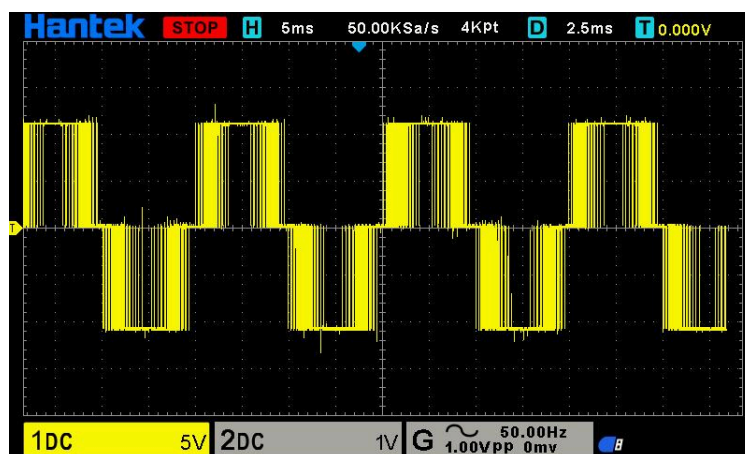 Hantek STOP H 5ms 50.00KSa/s 4Kpt D 2.5ms T 0.000V
T
1DC 5V 2DC 1V G 50.00Hz
1.00Vpp 0mv